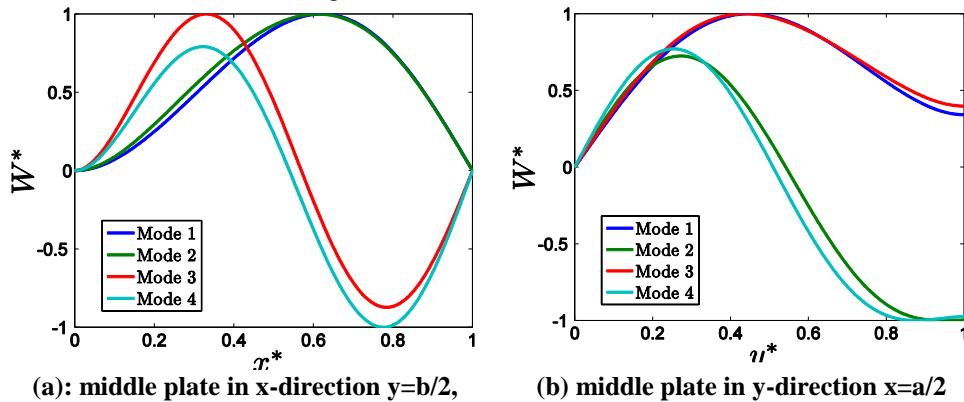 1
1
W*
0.5
0.5
W*
0
0
-0.5
-0.5
Mode 1
Mode 2
Mode 3
Mode 4
Mode 1
Mode 2
Mode 3
Mode 4
-1
-1
0 0.2 0.4 0.6 0.8 1
0 0.2 0.4 0.6 0.8 1
x*
y*
(a): middle plate in x-direction y=b/2,
(b) middle plate in y-direction x=a/2